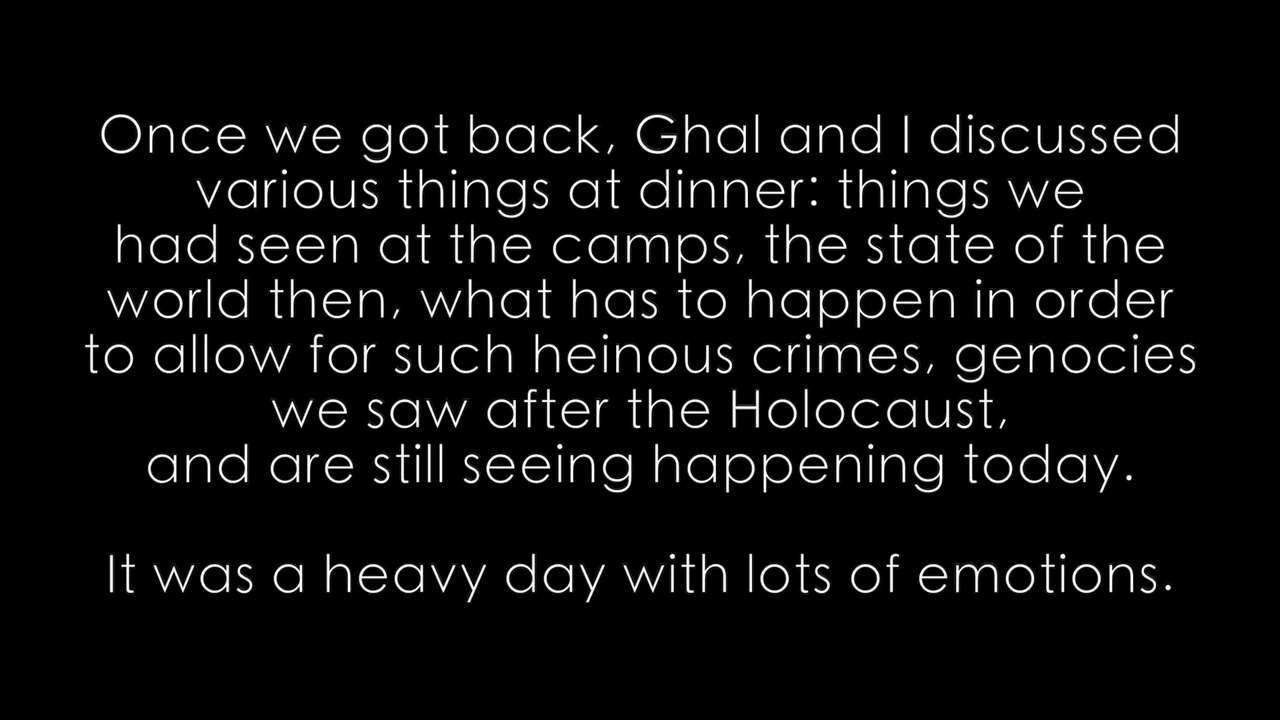 Once we got back, Ghal and I discussed
various things at dinner: things we
had seen at the camps, the state of the
world then, what has to happen in order
to allow for such heinous crimes, genocies
we saw after the Holocaust,
and are still seeing happening today.
It was a heavy day with lots of emotions.